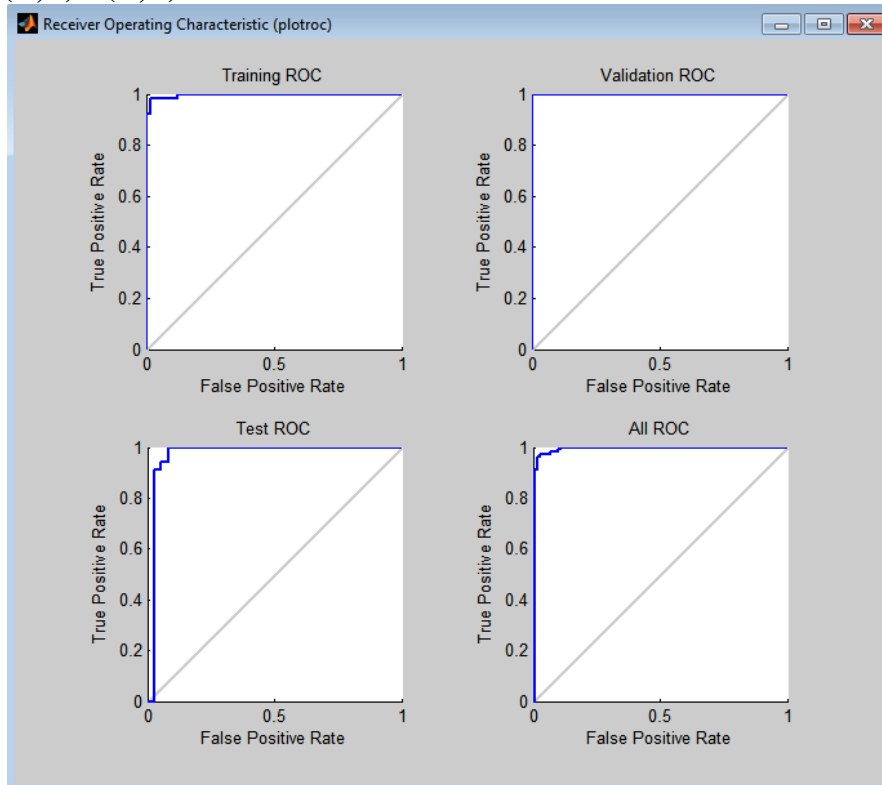 Receiver Operating Characteristic (plotroc)
Training ROC
1
0.8
0.6
0.4
0.2
0
True Positive Rate
0
0.5
1
False Positive Rate
Validation ROC
1
0.8
0.6
0.4
0.2
0
True Positive Rate
0
0.5
1
False Positive Rate
Test ROC
1
0.8
0.6
0.4
0.2
0
True Positive Rate
0
0.5
1
False Positive Rate
All ROC
1
0.8
0.6
0.4
0.2
0
True Positive Rate
0
0.5
1
False Positive Rate